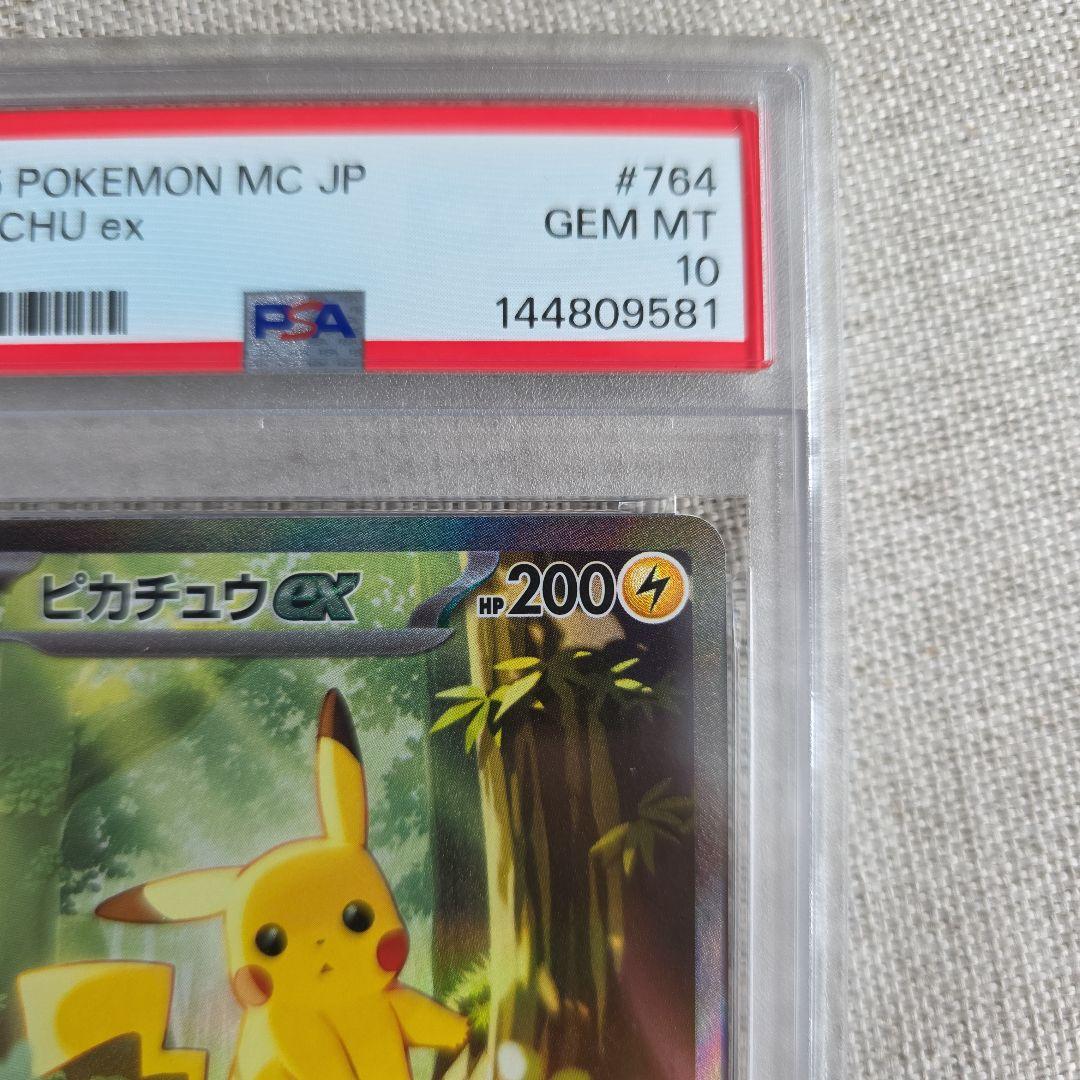 POKEMON MC JP #764
CHU ex GEM MT
10
PSA 144809581
ピカチュウex HP200